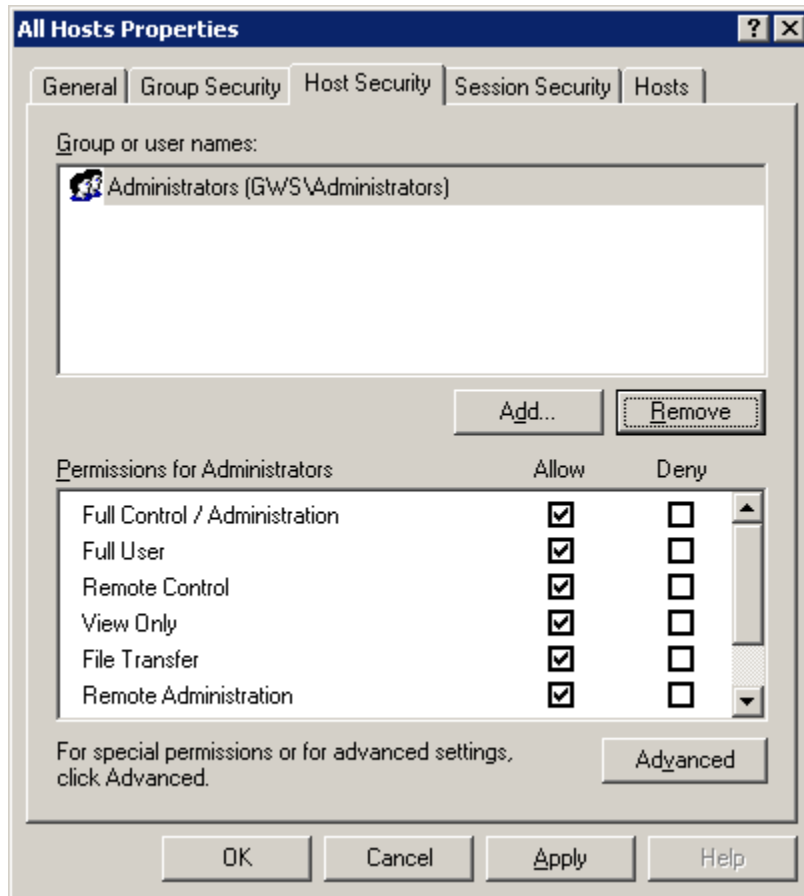 All Hosts Properties
General Group Security Host Security Session Security Hosts
Group or user names:
Administrators (GWS\Administrators)
Add... Remove
Permissions for Administrators Allow Deny
Full Control / Administration
Full User
Remote Control
View Only
File Transfer
Remote Administration
For special permissions or for advanced settings,
click Advanced.
Advanced
OK Cancel Apply Help